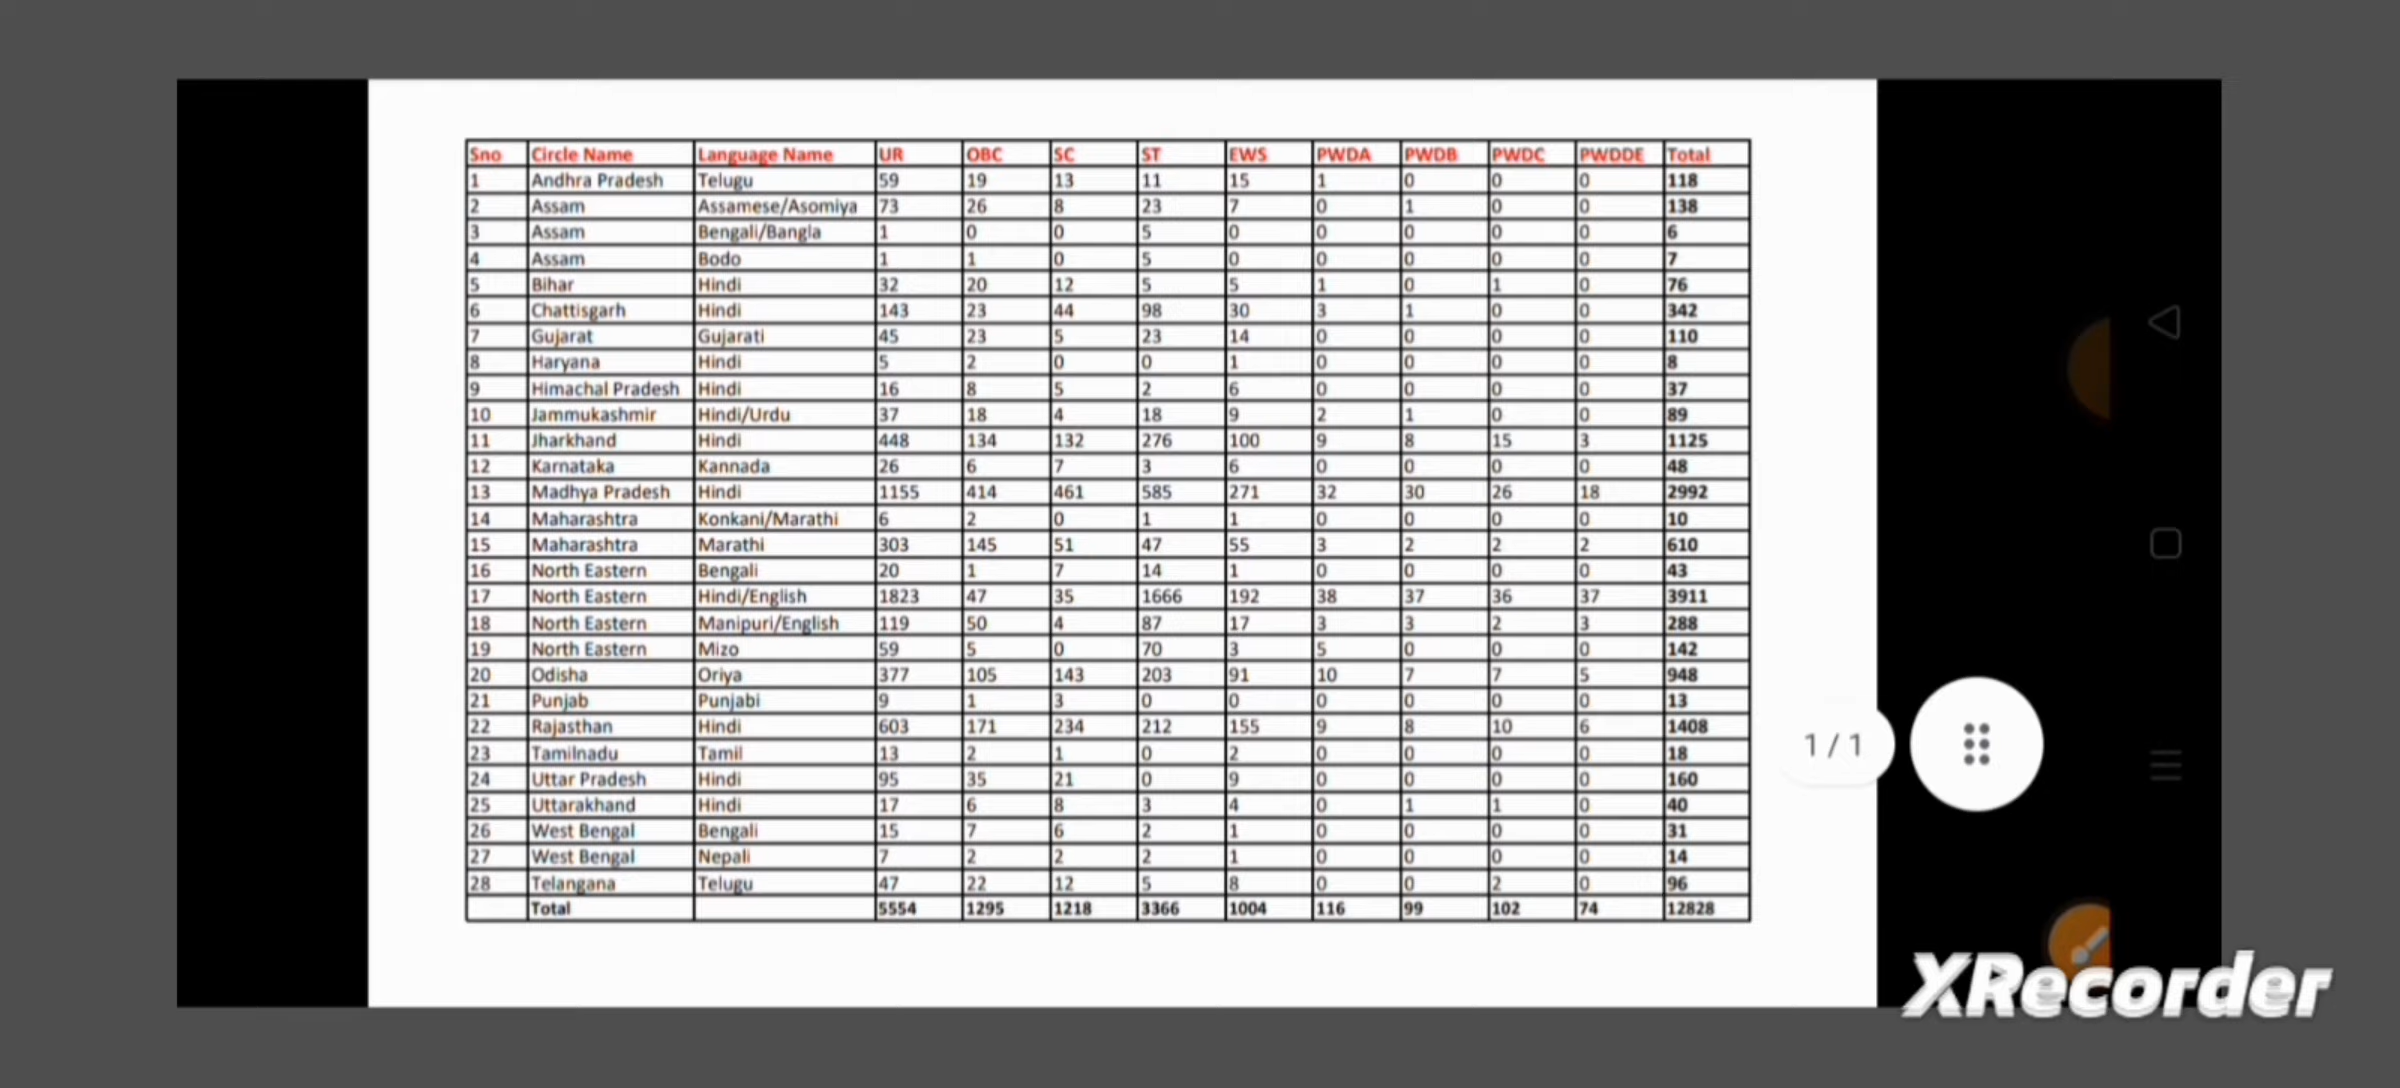 Sno Circle Name Language Name UR OBC SC ST EWS PWDA PWDB PWDC PWDDE Total
1 Andhra Pradesh Telugu 59 19 13 11 15 1 0 0 0 118
2 Assam Assamese/Asomiya 73 26 8 23 7 0 1 0 0 138
3 Assam Bengali/Bangla 1 0 0 5 0 0 0 0 0 6
4 Assam Bodo 1 1 0 5 0 0 0 0 0 7
5 Bihar Hindi 32 20 12 5 5 1 0 1 0 76
6 Chattisgarh Hindi 143 23 44 98 30 3 1 0 0 342
7 Gujarat Gujarati 45 23 5 23 14 0 0 0 0 110
8 Haryana Hindi 5 2 0 0 1 0 0 0 0 8
9 Himachal Pradesh Hindi 16 8 5 2 6 0 0 0 0 37
10 Jammukashmir Hindi/Urdu 37 18 4 18 9 2 1 0 0 89
11 Jharkhand Hindi 448 134 132 276 100 9 8 15 3 1125
12 Karnataka Kannada 26 6 7 3 6 0 0 0 0 48
13 Madhya Pradesh Hindi 1155 414 461 585 271 32 30 26 18 2992
14 Maharashtra Konkani/Marathi 6 2 0 1 1 0 0 0 0 10
15 Maharashtra Marathi 303 145 51 47 55 3 2 2 2 610
16 North Eastern Bengali 20 1 7 14 1 0 0 0 0 43
17 North Eastern Hindi/English 1823 47 35 1666 192 38 37 36 37 3911
18 North Eastern Manipuri/English 119 50 4 87 17 3 3 2 3 288
19 North Eastern Mizo 59 5 0 70 3 5 0 0 0 142
20 Odisha Oriya 377 105 143 203 91 10 7 7 5 948
21 Punjab Punjabi 9 1 3 0 0 0 0 0 0 13
22 Rajasthan Hindi 603 171 234 212 155 9 8 10 6 1408
23 Tamilnadu Tamil 13 2 1 0 2 0 0 0 0 18
24 Uttar Pradesh Hindi 95 35 21 0 9 0 0 0 0 160
25 Uttarakhand Hindi 17 6 8 3 4 0 1 1 0 40
26 West Bengal Bengali 15 7 6 2 1 0 0 0 0 31
27 West Bengal Nepali 7 2 2 2 1 0 0 0 0 14
28 Telangana Telugu 47 22 12 5 8 0 0 2 0 96
Total 5554 1295 1218 3366 1004 116 99 102 74 12828
1 / 1
XRecorder